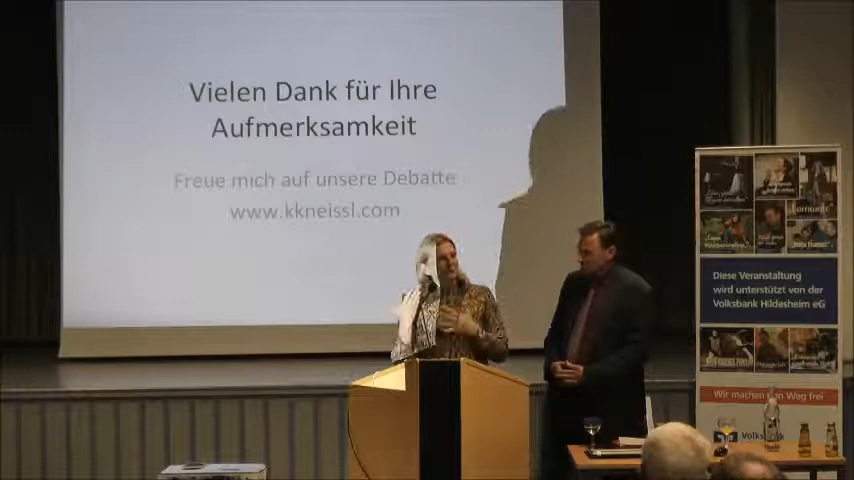 Vielen Dank für Ihre
Aufmerksamkeit
Freue mich auf unsere Debatte
www.kkneissl.com
Diese Veranstaltung
wird unterstützt von der
Volksbank Hildesheim eG
Wir machen den Weg frei